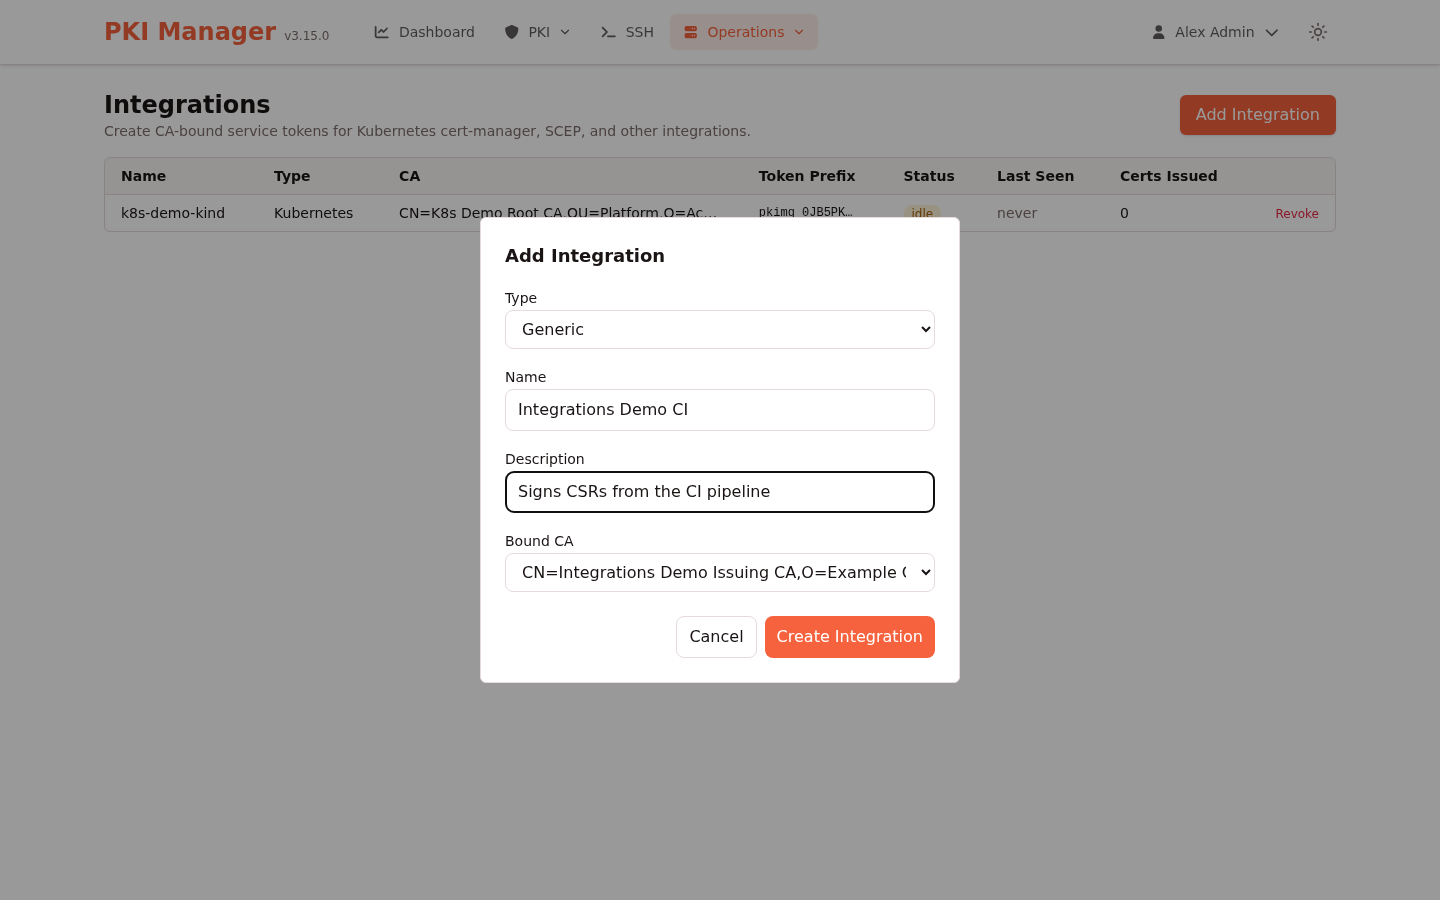 PKI Manager v3.15.0 Dashboard PKI SSH Operations Alex Admin
Integrations
Create CA-bound service tokens for Kubernetes cert-manager, SCEP, and other integrations.
Add Integration
Name Type CA Token Prefix Status Last Seen Certs Issued
k8s-demo-kind Kubernetes CN=K8s Demo Root CA,OU=Platform,O=Ac... pkimg_0JB5PK… idle never 0 Revoke
Add Integration
Type
Generic
Name
Integrations Demo CI
Description
Signs CSRs from the CI pipeline
Bound CA
CN=Integrations Demo Issuing CA,O=Example
Cancel Create Integration